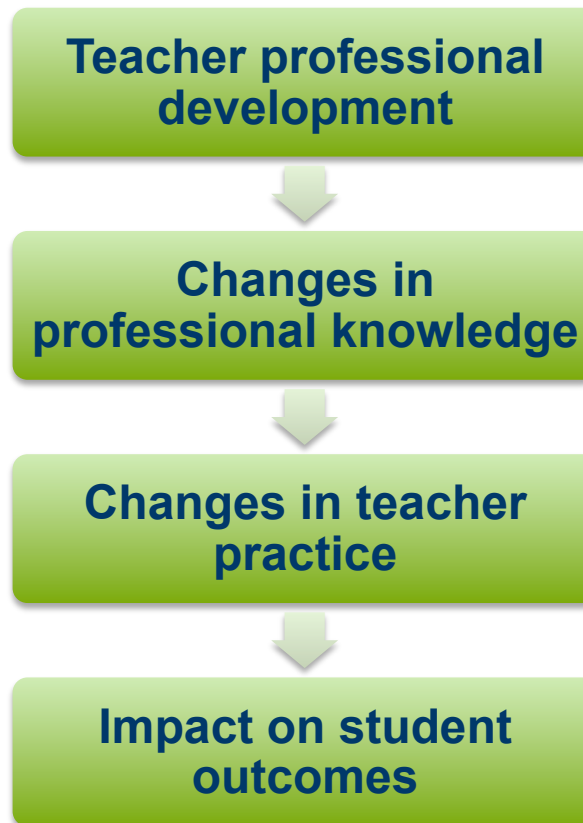 Teacher professional
development
Changes in
professional knowledge
Changes in teacher
practice
Impact on student
outcomes